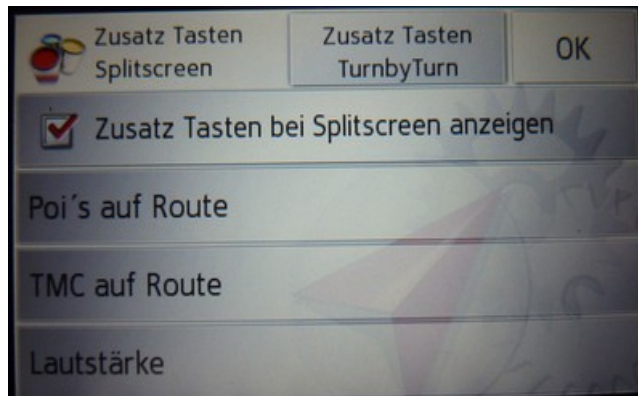 Zusatz Tasten
Splitscreen
Zusatz Tasten
TurnbyTurn
OK
Zusatz Tasten bei Splitscreen anzeigen
Poi´s auf Route
TMC auf Route
Lautstärke